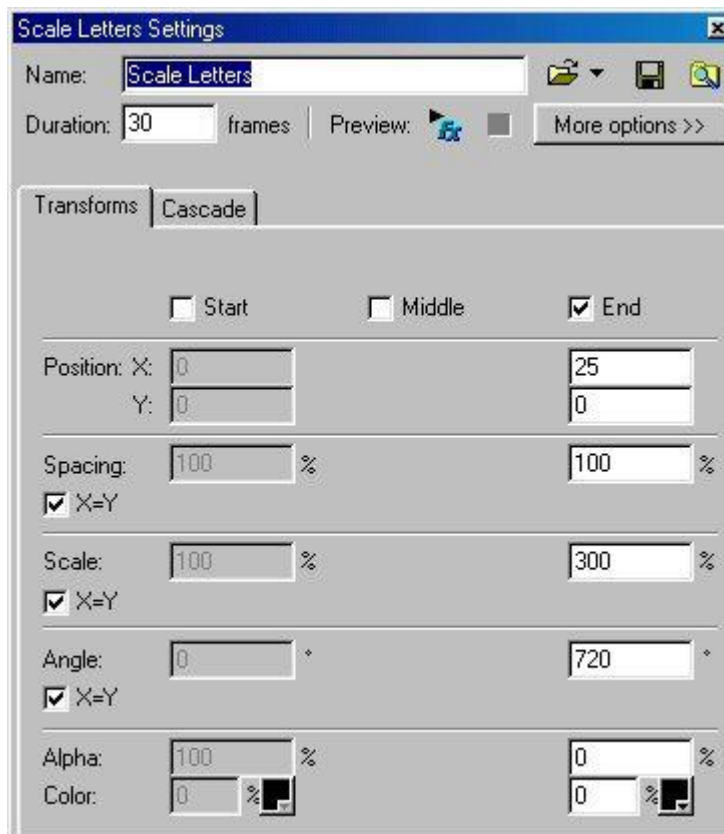 Scale Letters Settings
Name: Scale Letters
Duration: 30 frames Preview: fx More options >>
Transforms Cascade
Start Middle End
Position: X: 0 25
Y: 0 0
Spacing: 100 % 100 %
X=Y
Scale: 100 % 300 %
X=Y
Angle: 0 ° 720 °
X=Y
Alpha: 100 % 0 %
Color: 0 % 0 %